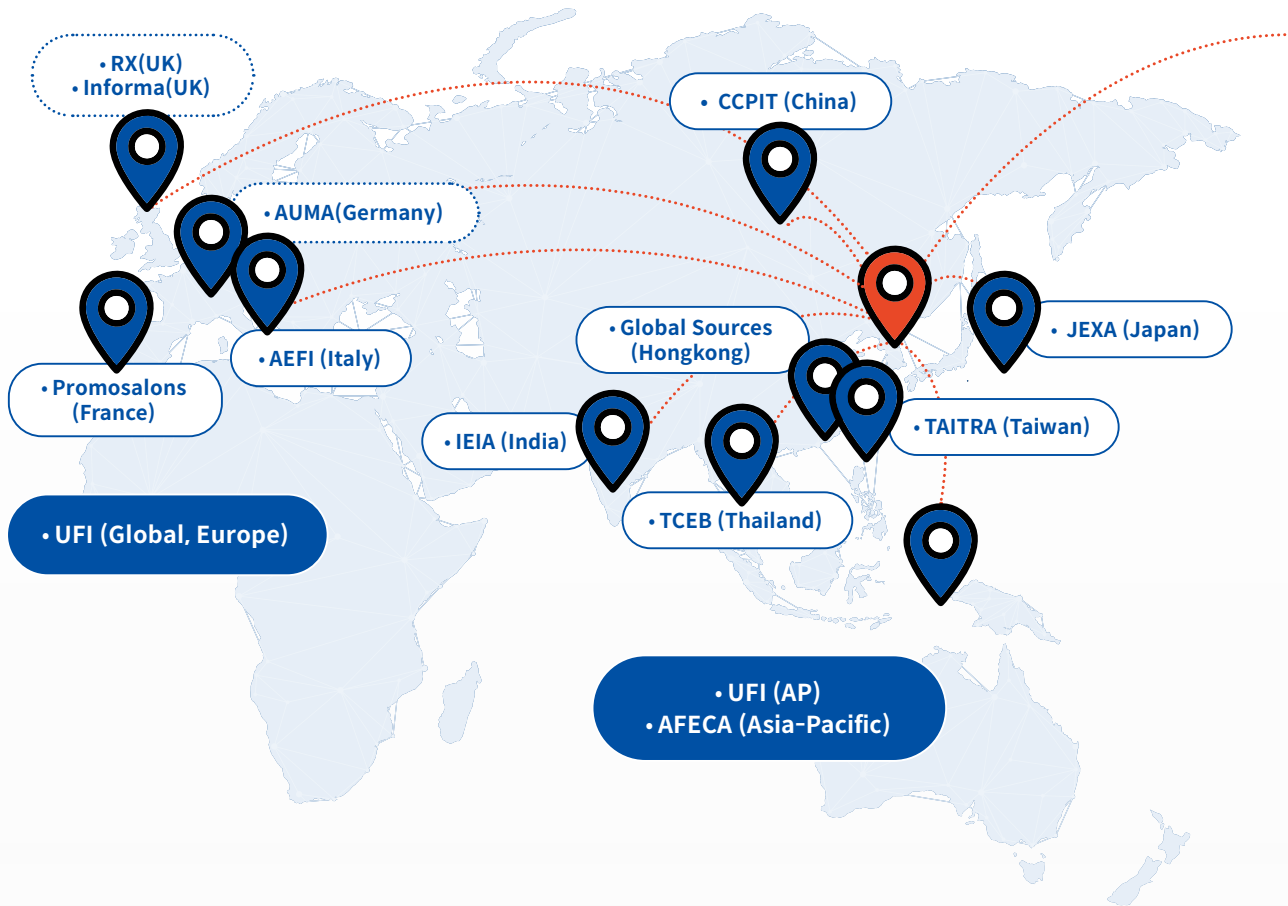 • RX(UK)
• Informa(UK)
• CCPIT (China)
• AUMA(Germany)
• Global Sources
(Hongkong)
• JEXA (Japan)
• AEFI (Italy)
• Promosalons
(France)
• IEIA (India)
• TAITRA (Taiwan)
• TCEB (Thailand)
• UFI (Global, Europe)
• UFI (AP)
• AFECA (Asia-Pacific)